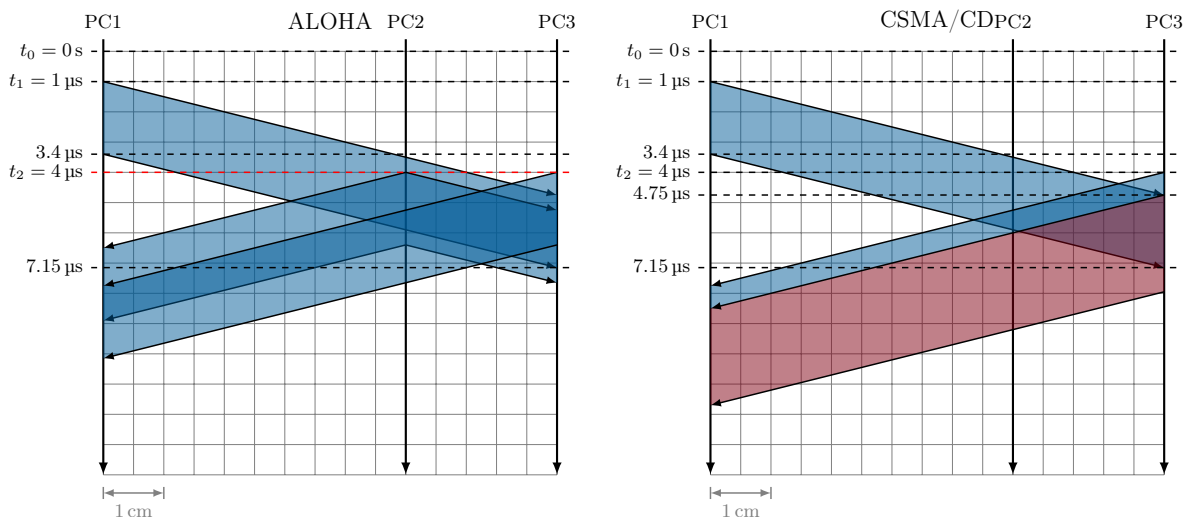 ALOHA
PC1 PC2 PC3
t₀ = 0 s
t₁ = 1 µs
3.4 µs
t₂ = 4 µs
7.15 µs
1 cm
CSMA/CD
PC1 PC2 PC3
t₀ = 0 s
t₁ = 1 µs
3.4 µs
t₂ = 4 µs
4.75 µs
7.15 µs
1 cm